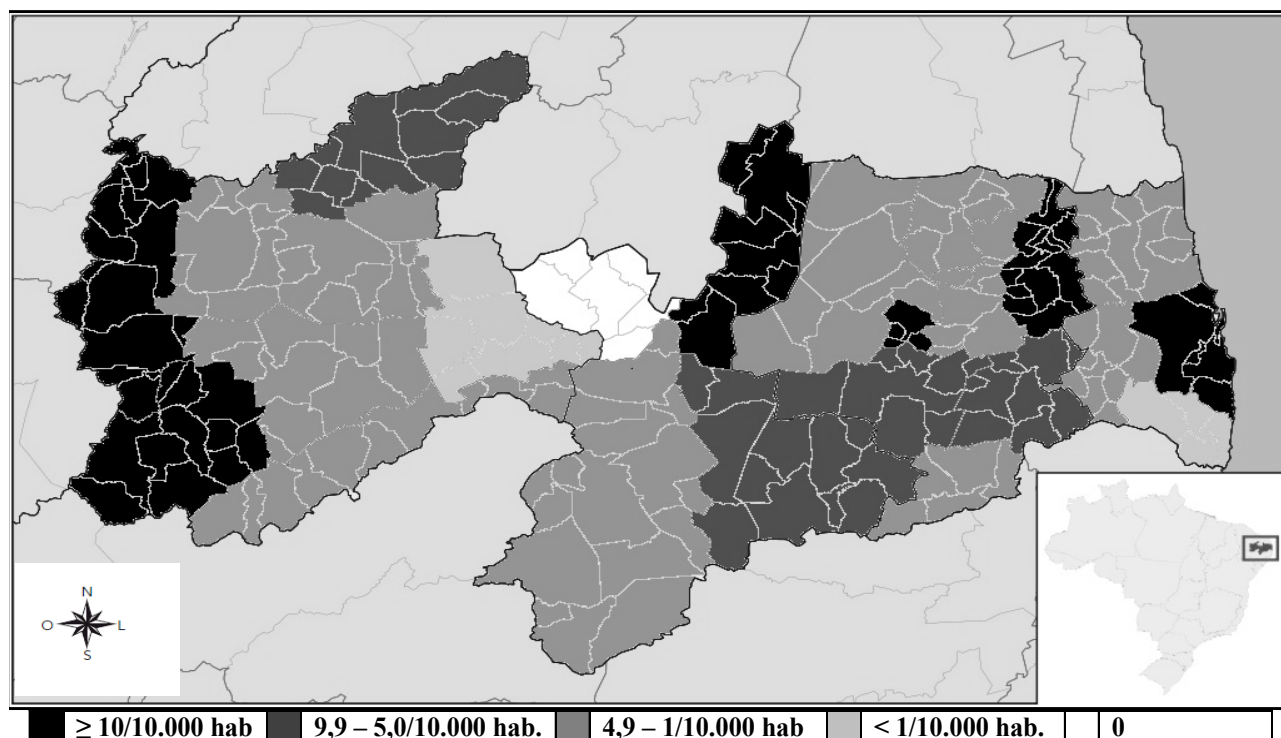 N
O L
S
≥ 10/10.000 hab 9,9 – 5,0/10.000 hab. 4,9 – 1/10.000 hab < 1/10.000 hab. 0